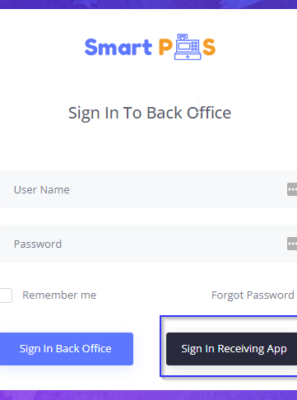 Smart POS
Sign In To Back Office
User Name
Password
Remember me Forgot Password
Sign In Back Office Sign In Receiving App